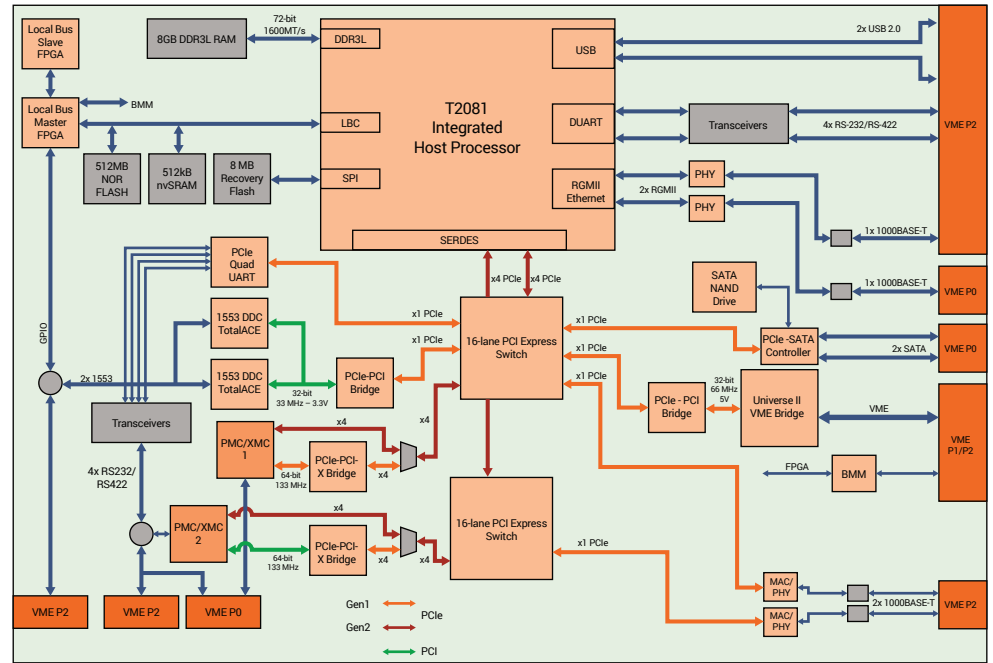 Local Bus
Slave
FPGA
8GB DDR3L RAM
72-bit
1600MT/s
DDR3L
USB
2x USB 2.0
T2081
Integrated
Host Processor
Local Bus
Master
FPGA
BMM
LBC
DUART
Transceivers
4x RS-232/RS-422
VME P2
512MB
NOR
FLASH
512kB
nvSRAM
8 MB
Recovery
Flash
SPI
RGMII
Ethernet
2x RGMII
PHY
PHY
1x 1000BASE-T
SERDES
x4 PCIe
x4 PCIe
PCIe
Quad
UART
SATA
NAND
Drive
1x 1000BASE-T
VME P0
GPIO
1553 DDC
TotalACE
x1 PCIe
x1 PCIe
16-lane PCI Express
Switch
x1 PCIe
x1 PCIe
x1 PCIe
PCIe -SATA
Controller
2x SATA
VME P0
2x 1553
1553 DDC
TotalACE
32-bit
33 MHz – 3.3V
PCIe-PCI
Bridge
PCIe - PCI
Bridge
32-bit
66 MHz
5V
Universe II
VME Bridge
VME
VME
P1/P2
Transceivers
x4
x4
PMC/XMC
1
64-bit
133 MHz
PCIe-PCI-
X Bridge
x4
FPGA
BMM
4x RS232/
RS422
PMC/XMC
2
x4
64-bit
133 MHz
PCIe-PCI-
X Bridge
x4
x4
16-lane PCI Express
Switch
x1 PCIe
MAC/
PHY
MAC/
PHY
2x 1000BASE-T
VME P2
VME P2
VME P2
VME P0
Gen1
Gen2
PCIe
PCI